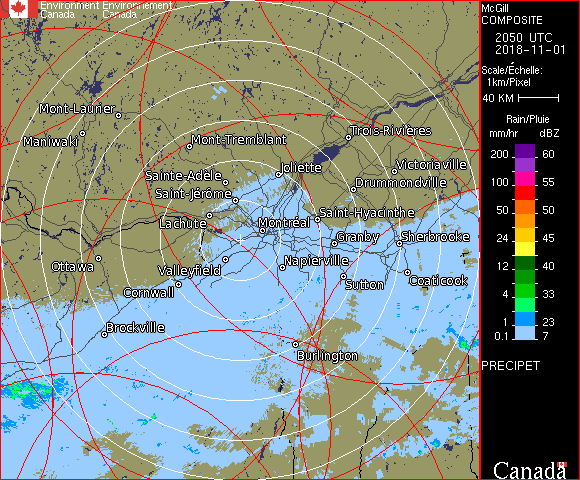 Environment Environnement
Canada Canada
McGill
COMPOSITE
2050 UTC
2018-11-01
Scale/Échelle:
1km/Pixel
40 KM
Rain/Pluie
mm/hr dBZ
200 60
100 55
50 50
24 45
12 40
4 33
1 23
0.1 7
PRECIPET
Canada
Mont-Laurier
Trois-Rivières
Maniwaki
Mont-Tremblant
Joliette
Victoriaville
Sainte-Adèle
Drummondville
Saint-Jérôme
Lachute
Montréal
Saint-Hyacinthe
Granby
Sherbrooke
Ottawa
Valleyfield
Napierville
Cornwall
Sutton
Coaticook
Brockville
Burlington